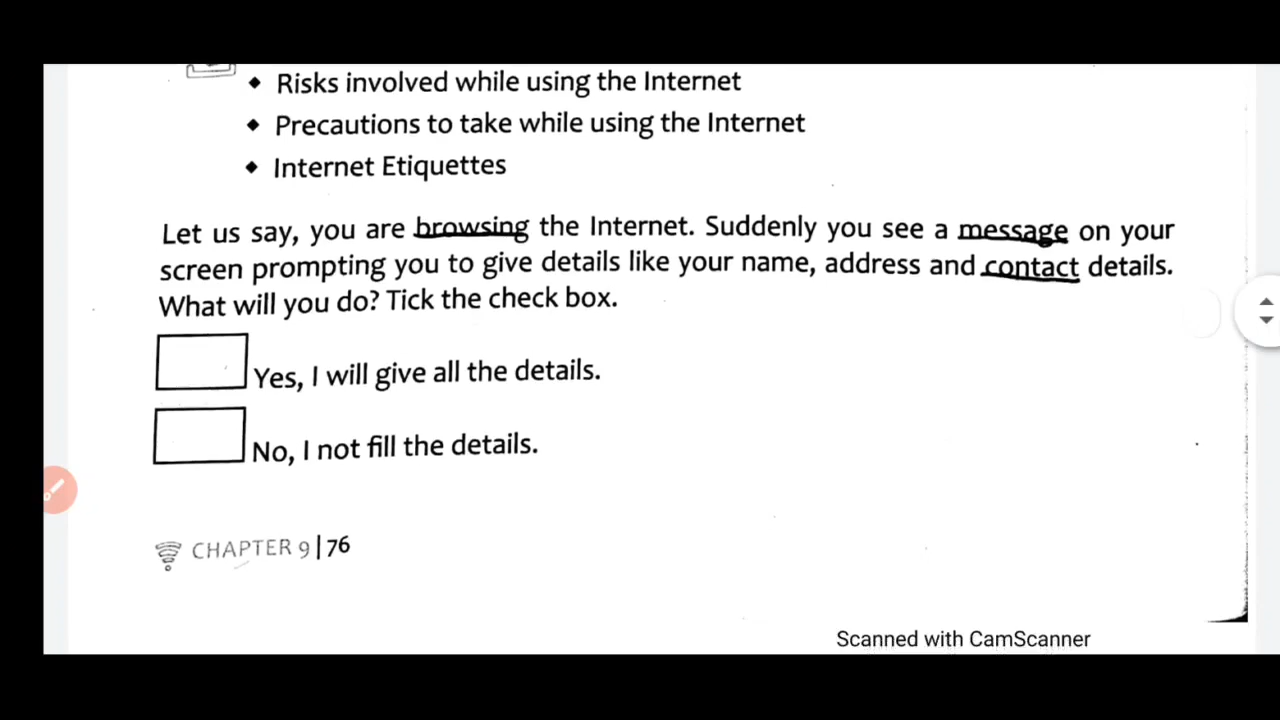 ◆ Risks involved while using the Internet
◆ Precautions to take while using the Internet
◆ Internet Etiquettes
Let us say, you are browsing the Internet. Suddenly you see a message on your
screen prompting you to give details like your name, address and contact details.
What will you do? Tick the check box.
Yes, I will give all the details.
No, I not fill the details.
CHAPTER 9|76
Scanned with CamScanner